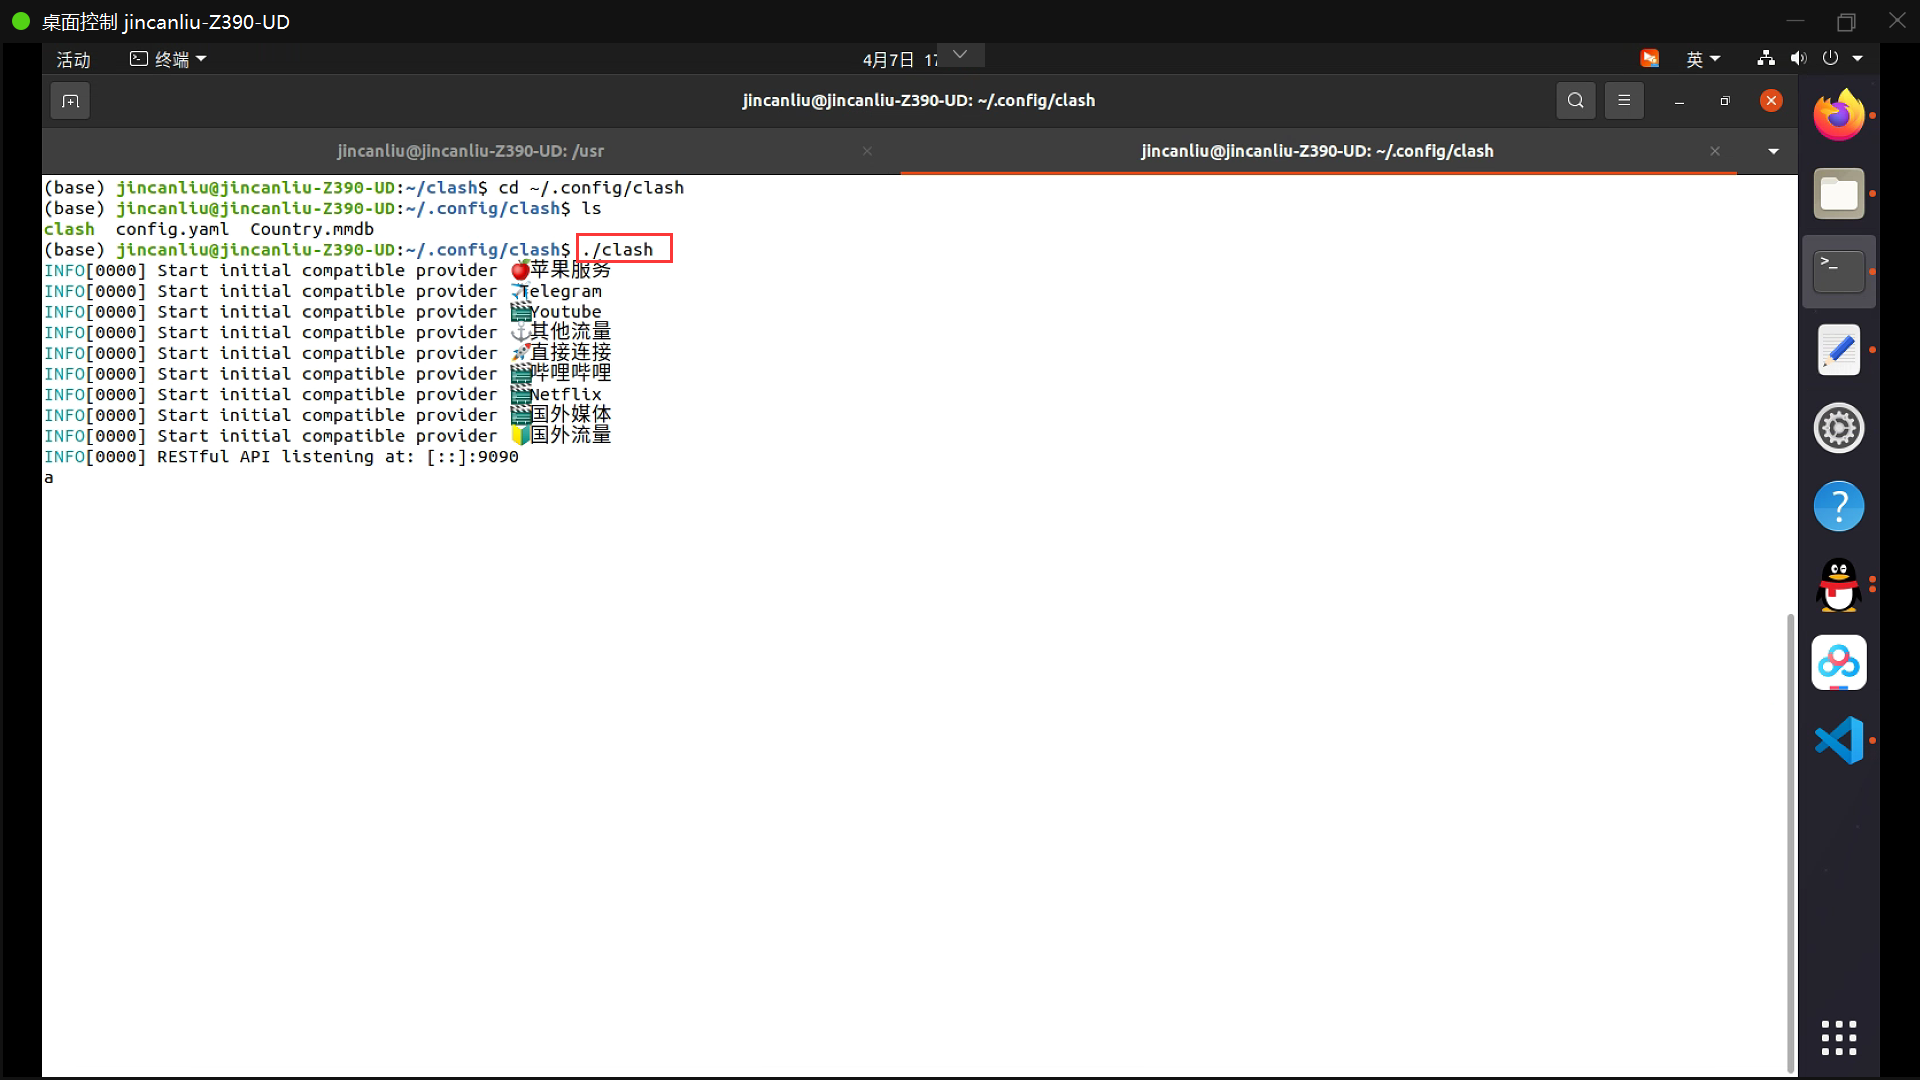 桌面控制 jincanliu-Z390-UD
活动 终端 4月7日 17 英
jincanliu@jincanliu-Z390-UD: ~/.config/clash
jincanliu@jincanliu-Z390-UD: /usr
jincanliu@jincanliu-Z390-UD: ~/.config/clash
(base) jincanliu@jincanliu-Z390-UD:~/clash$ cd ~/.config/clash
(base) jincanliu@jincanliu-Z390-UD:~/.config/clash$ ls
clash  config.yaml  Country.mmdb
(base) jincanliu@jincanliu-Z390-UD:~/.config/clash$ ./clash
INFO[0000] Start initial compatible provider 🍎苹果服务
INFO[0000] Start initial compatible provider ✈️Telegram
INFO[0000] Start initial compatible provider 🎬Youtube
INFO[0000] Start initial compatible provider ⚓其他流量
INFO[0000] Start initial compatible provider 🚀直接连接
INFO[0000] Start initial compatible provider 🎬哔哩哔哩
INFO[0000] Start initial compatible provider 🎬Netflix
INFO[0000] Start initial compatible provider 🎬国外媒体
INFO[0000] Start initial compatible provider 🔰国外流量
INFO[0000] RESTful API listening at: [::]:9090
a